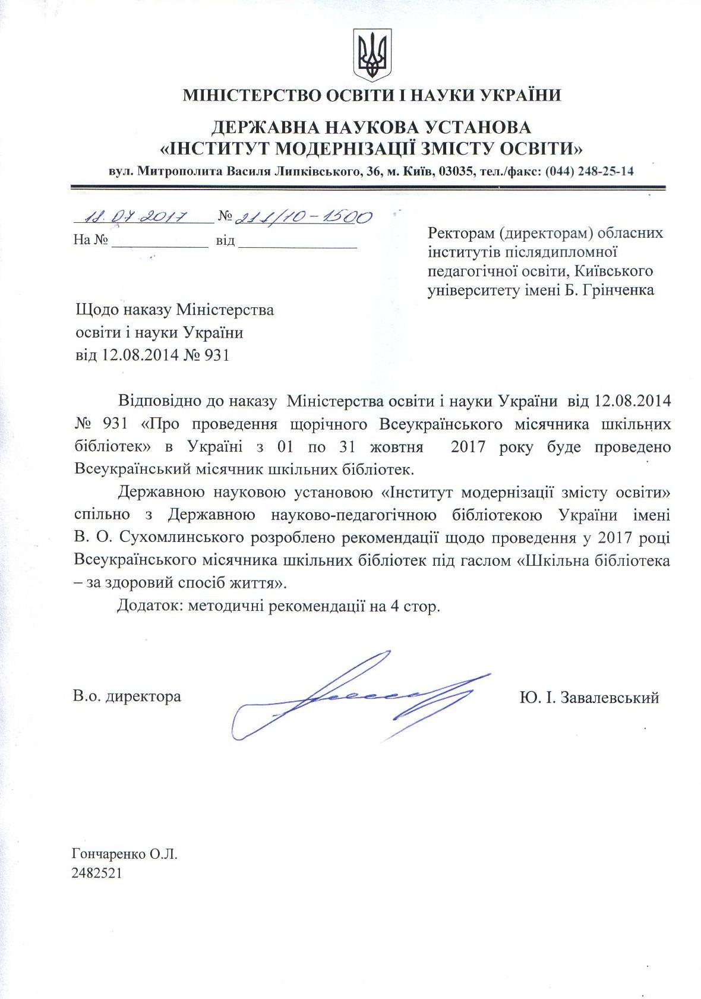 МІНІСТЕРСТВО ОСВІТИ І НАУКИ УКРАЇНИ
ДЕРЖАВНА НАУКОВА УСТАНОВА
«ІНСТИТУТ МОДЕРНІЗАЦІЇ ЗМІСТУ ОСВІТИ»
вул. Митрополита Василя Липківського, 36, м. Київ, 03035, тел./факс: (044) 248-25-14
18.07.2017 № 211/10-1500
На № ____________ від _______________
Ректорам (директорам) обласних
інститутів післядипломної
педагогічної освіти, Київського
університету імені Б. Грінченка
Щодо наказу Міністерства
освіти і науки України
від 12.08.2014 № 931
Відповідно до наказу Міністерства освіти і науки України від 12.08.2014
№ 931 «Про проведення щорічного Всеукраїнського місячника шкільних
бібліотек» в Україні з 01 по 31 жовтня 2017 року буде проведено
Всеукраїнський місячник шкільних бібліотек.
Державною науковою установою «Інститут модернізації змісту освіти»
спільно з Державною науково-педагогічною бібліотекою України імені
В. О. Сухомлинського розроблено рекомендації щодо проведення у 2017 році
Всеукраїнського місячника шкільних бібліотек під гаслом «Шкільна бібліотека
– за здоровий спосіб життя».
Додаток: методичні рекомендації на 4 стор.
В.о. директора Ю. І. Завалевський
Гончаренко О.Л.
2482521